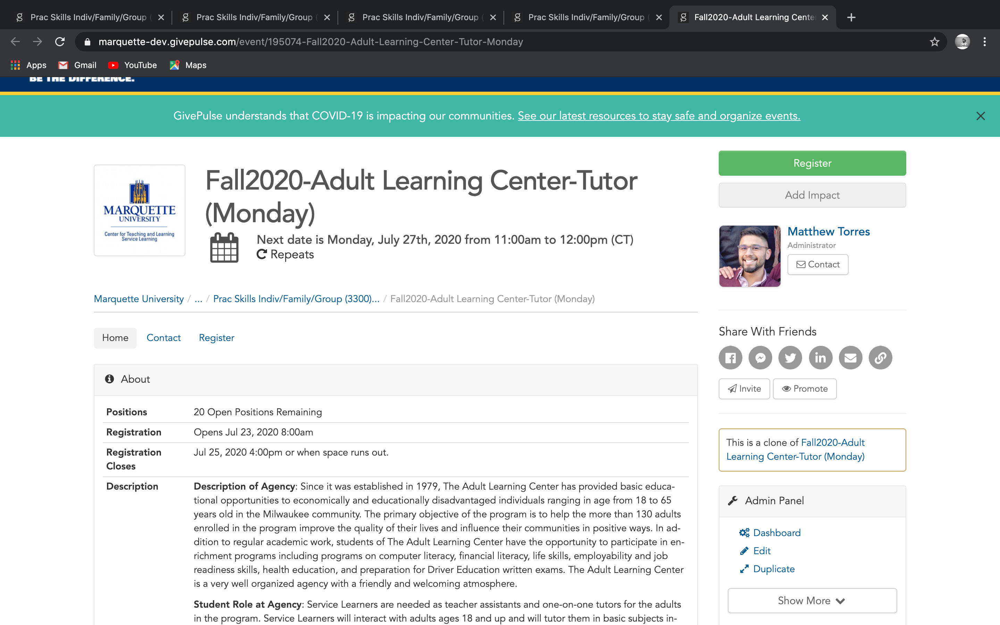 Prac Skills Indiv/Family/Group
Prac Skills Indiv/Family/Group
Prac Skills Indiv/Family/Group
Prac Skills Indiv/Family/Group
Fall2020-Adult Learning Cente
marquette-dev.givepulse.com/event/195074-Fall2020-Adult-Learning-Center-Tutor-Monday
Apps
Gmail
YouTube
Maps
BE THE DIFFERENCE.
GivePulse understands that COVID-19 is impacting our communities. See our latest resources to stay safe and organize events.
MARQUETTE
UNIVERSITY
Center for Teaching and Learning
Service Learning
Fall2020-Adult Learning Center-Tutor
(Monday)
Next date is Monday, July 27th, 2020 from 11:00am to 12:00pm (CT)
Repeats
Marquette University / ... / Prac Skills Indiv/Family/Group (3300)... / Fall2020-Adult Learning Center-Tutor (Monday)
Home
Contact
Register
About
Positions
20 Open Positions Remaining
Registration
Opens Jul 23, 2020 8:00am
Registration
Closes
Jul 25, 2020 4:00pm or when space runs out.
Description
Description of Agency: Since it was established in 1979, The Adult Learning Center has provided basic educa-
tional opportunities to economically and educationally disadvantaged individuals ranging in age from 18 to 65
years old in the Milwaukee community. The primary objective of the program is to help the more than 130 adults
enrolled in the program improve the quality of their lives and influence their communities in positive ways. In ad-
dition to regular academic work, students of The Adult Learning Center have the opportunity to participate in en-
richment programs including programs on computer literacy, financial literacy, life skills, employability and job
readiness skills, health education, and preparation for Driver Education written exams. The Adult Learning Center
is a very well organized agency with a friendly and welcoming atmosphere.
Student Role at Agency: Service Learners are needed as teacher assistants and one-on-one tutors for the adults
in the program. Service Learners will interact with adults ages 18 and up and will tutor them in basic subjects in-
Register
Add Impact
Matthew Torres
Administrator
Contact
Share With Friends
Invite
Promote
This is a clone of Fall2020-Adult
Learning Center-Tutor (Monday)
Admin Panel
Dashboard
Edit
Duplicate
Show More